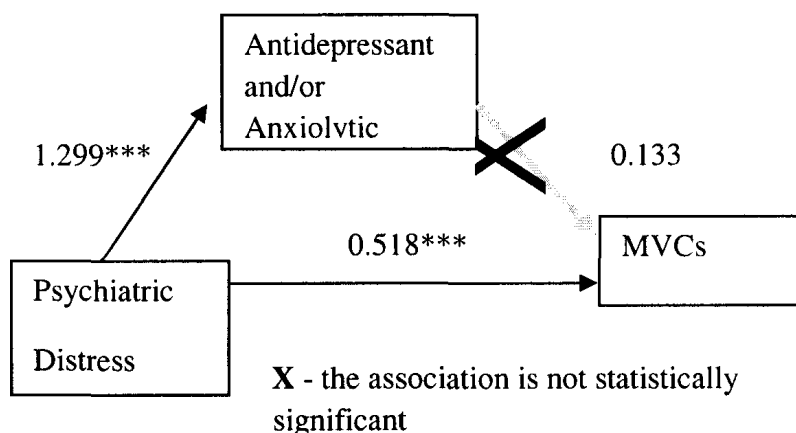 Antidepressant
and/or
Anxiolvtic
1.299***
0.133
0.518***
MVCs
Psychiatric
Distress
X - the association is not statistically
significant